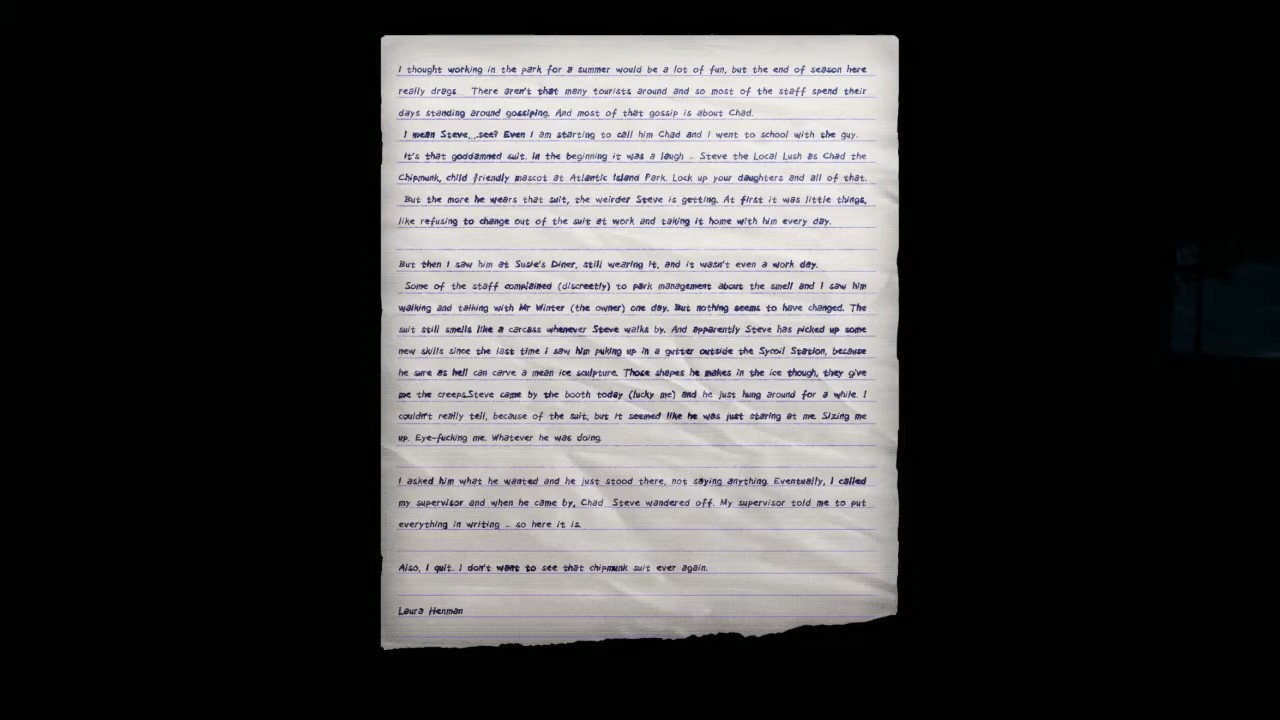 I thought working in the park for a summer would be a lot of fun, but the end of season here
really drags... There aren't that many tourists around and so most of the staff spend their
days standing around gossiping. And most of that gossip is about Chad.
I mean Steve...see? Even I am starting to call him Chad and I went to school with the guy.
It's that goddamned suit. In the beginning it was a laugh - Steve the Local Lush as Chad the
Chipmunk, child friendly mascot at Atlantic Island Park. Lock up your daughters and all of that.
But the more he wears that suit, the weirder Steve is getting. At first it was little things,
like refusing to change out of the suit at work and taking it home with him every day.
But then I saw him at Susie's Diner, still wearing it, and it wasn't even a work day.
Some of the staff complained (discreetly) to park management about the smell and I saw him
walking and talking with Mr Winter (the owner) one day. But nothing seems to have changed. The
suit still smells like a carcass whenever Steve walks by. And apparently Steve has picked up some
new skills since the last time I saw him puking up in a gutter outside the Sycoil Station, because
he sure as hell can carve a mean ice sculpture. Those shapes he makes in the ice though, they give
me the creeps.Steve came by the booth today (lucky me) and he just hung around for a while. I
couldn't really tell, because of the suit, but it seemed like he was just staring at me. Sizing me
up. Eye-fucking me. Whatever he was doing.
I asked him what he wanted and he just stood there, not saying anything. Eventually, I called
my supervisor and when he came by, Chad Steve wandered off. My supervisor told me to put
everything in writing - so here it is.
Also, I quit. I don't want to see that chipmunk suit ever again.
Laura Henman